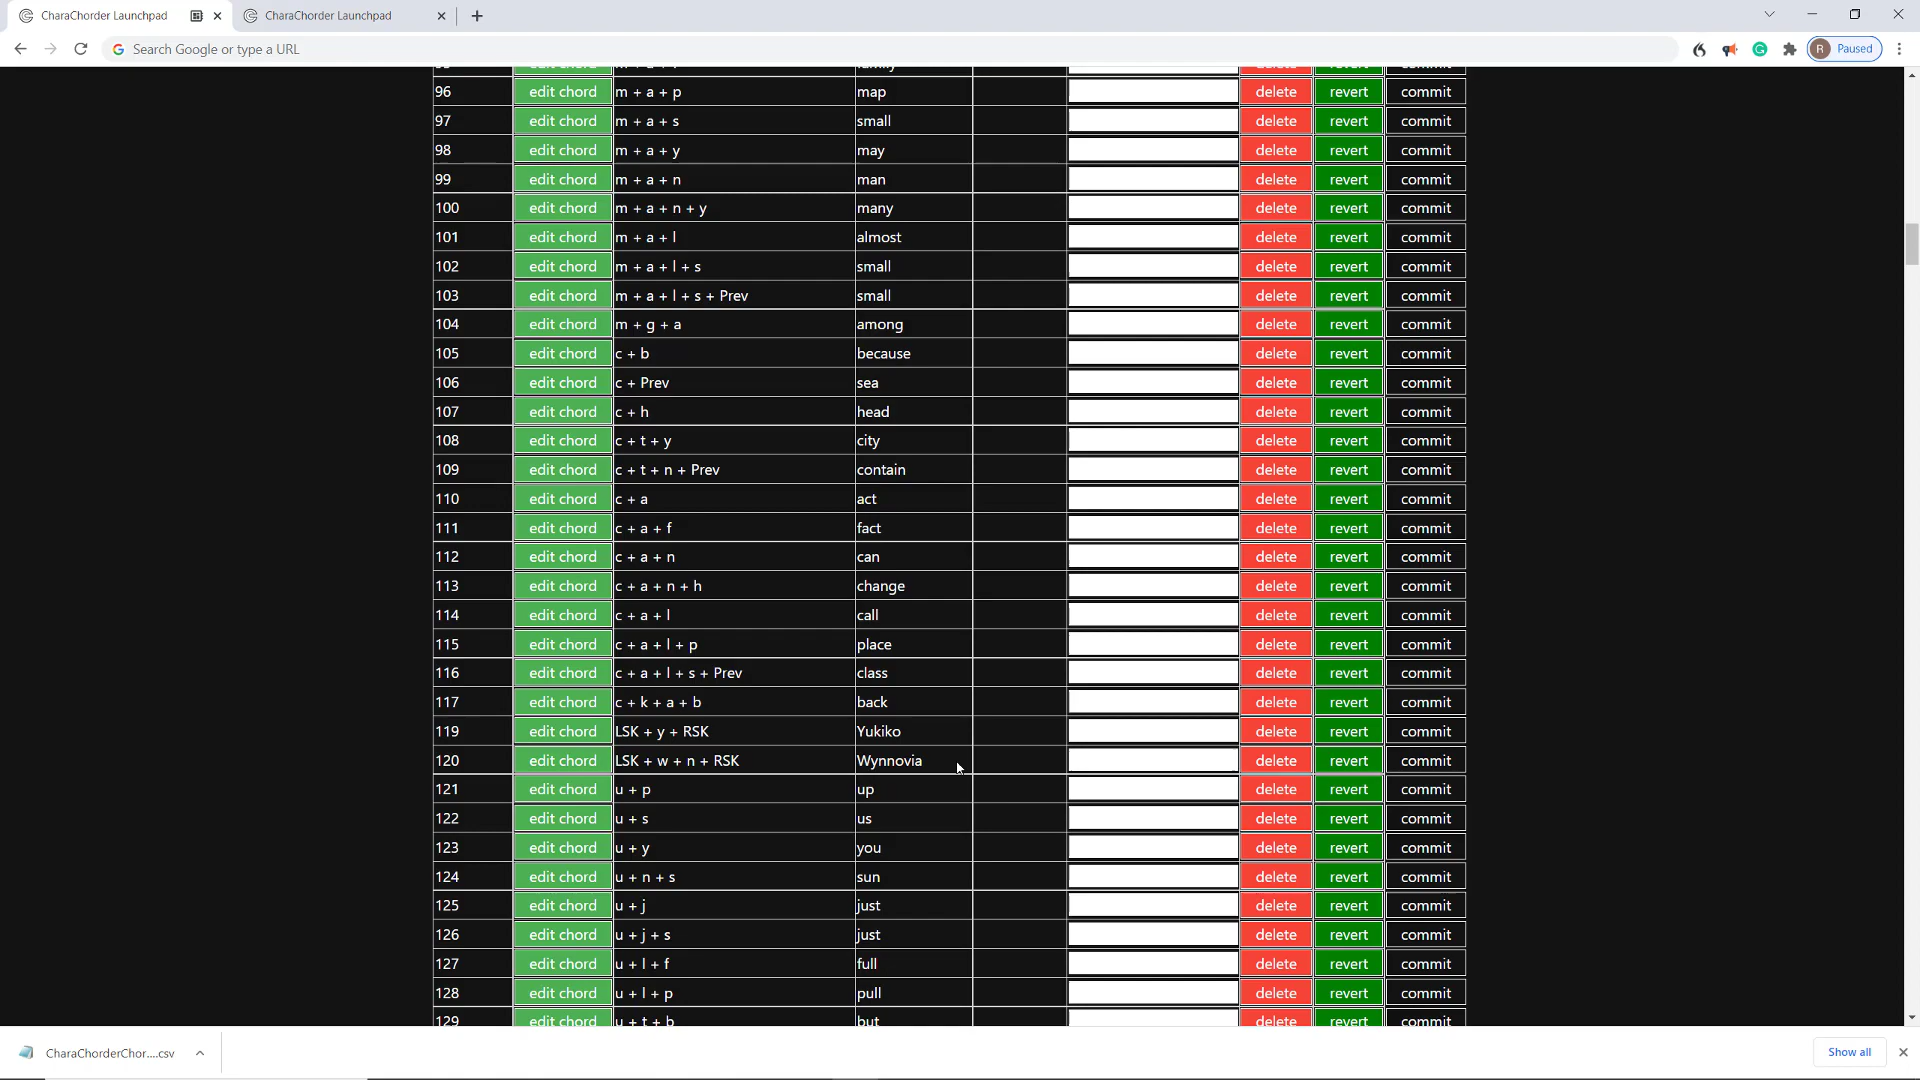 CharaChorder Launchpad CharaChorder Launchpad
Search Google or type a URL R Paused
96 edit chord m + a + p map delete revert commit
97 edit chord m + a + s small delete revert commit
98 edit chord m + a + y may delete revert commit
99 edit chord m + a + n man delete revert commit
100 edit chord m + a + n + y many delete revert commit
101 edit chord m + a + l almost delete revert commit
102 edit chord m + a + l + s small delete revert commit
103 edit chord m + a + l + s + Prev small delete revert commit
104 edit chord m + g + a among delete revert commit
105 edit chord c + b because delete revert commit
106 edit chord c + Prev sea delete revert commit
107 edit chord c + h head delete revert commit
108 edit chord c + t + y city delete revert commit
109 edit chord c + t + n + Prev contain delete revert commit
110 edit chord c + a act delete revert commit
111 edit chord c + a + f fact delete revert commit
112 edit chord c + a + n can delete revert commit
113 edit chord c + a + n + h change delete revert commit
114 edit chord c + a + l call delete revert commit
115 edit chord c + a + l + p place delete revert commit
116 edit chord c + a + l + s + Prev class delete revert commit
117 edit chord c + k + a + b back delete revert commit
119 edit chord LSK + y + RSK Yukiko delete revert commit
120 edit chord LSK + w + n + RSK Wynnovia delete revert commit
121 edit chord u + p up delete revert commit
122 edit chord u + s us delete revert commit
123 edit chord u + y you delete revert commit
124 edit chord u + n + s sun delete revert commit
125 edit chord u + j just delete revert commit
126 edit chord u + j + s just delete revert commit
127 edit chord u + l + f full delete revert commit
128 edit chord u + l + p pull delete revert commit
129 edit chord u + t + b but delete revert commit
CharaChorderChor....csv Show all